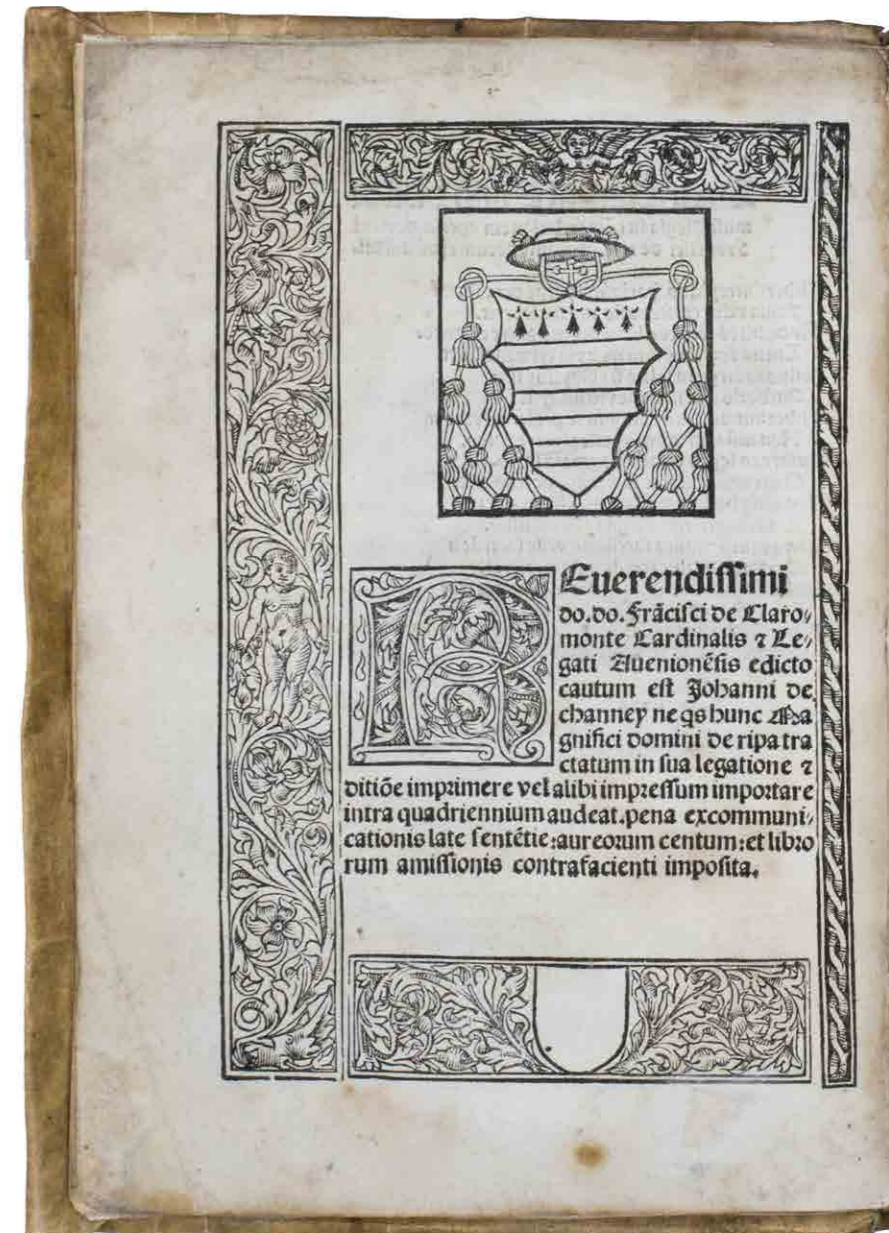 REuerendissimi
do.do. Frãcisci de Claro/
monte Cardinalis ⁊ Le/
gati Auenionẽsis edicto
cautum est Johanni de
channey ne qs hunc Ma
gnifici domini de ripa tra
ctatum in sua legatione ⁊
ditiõe imprimere vel alibi impressum importare
intra quadriennium audeat.pena excommuni/
cationis late sentẽtie:aureorum centum:et libro
rum amissionis contrafacienti imposita.